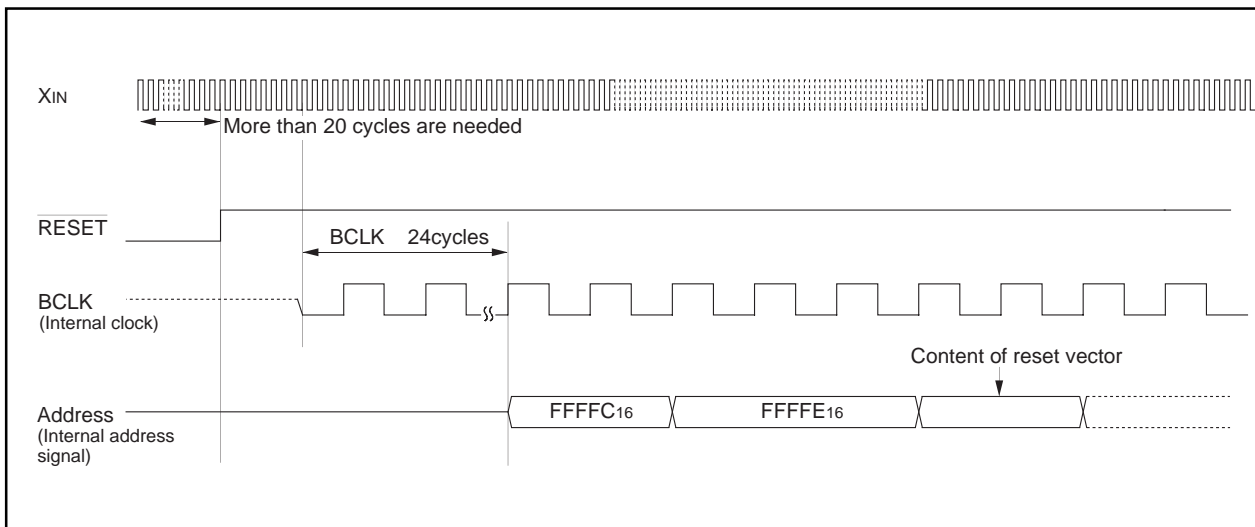 XIN
More than 20 cycles are needed
RESET
BCLK 24cycles
BCLK
(Internal clock)
Content of reset vector
Address
(Internal address
signal)
FFFFC16
FFFFE16